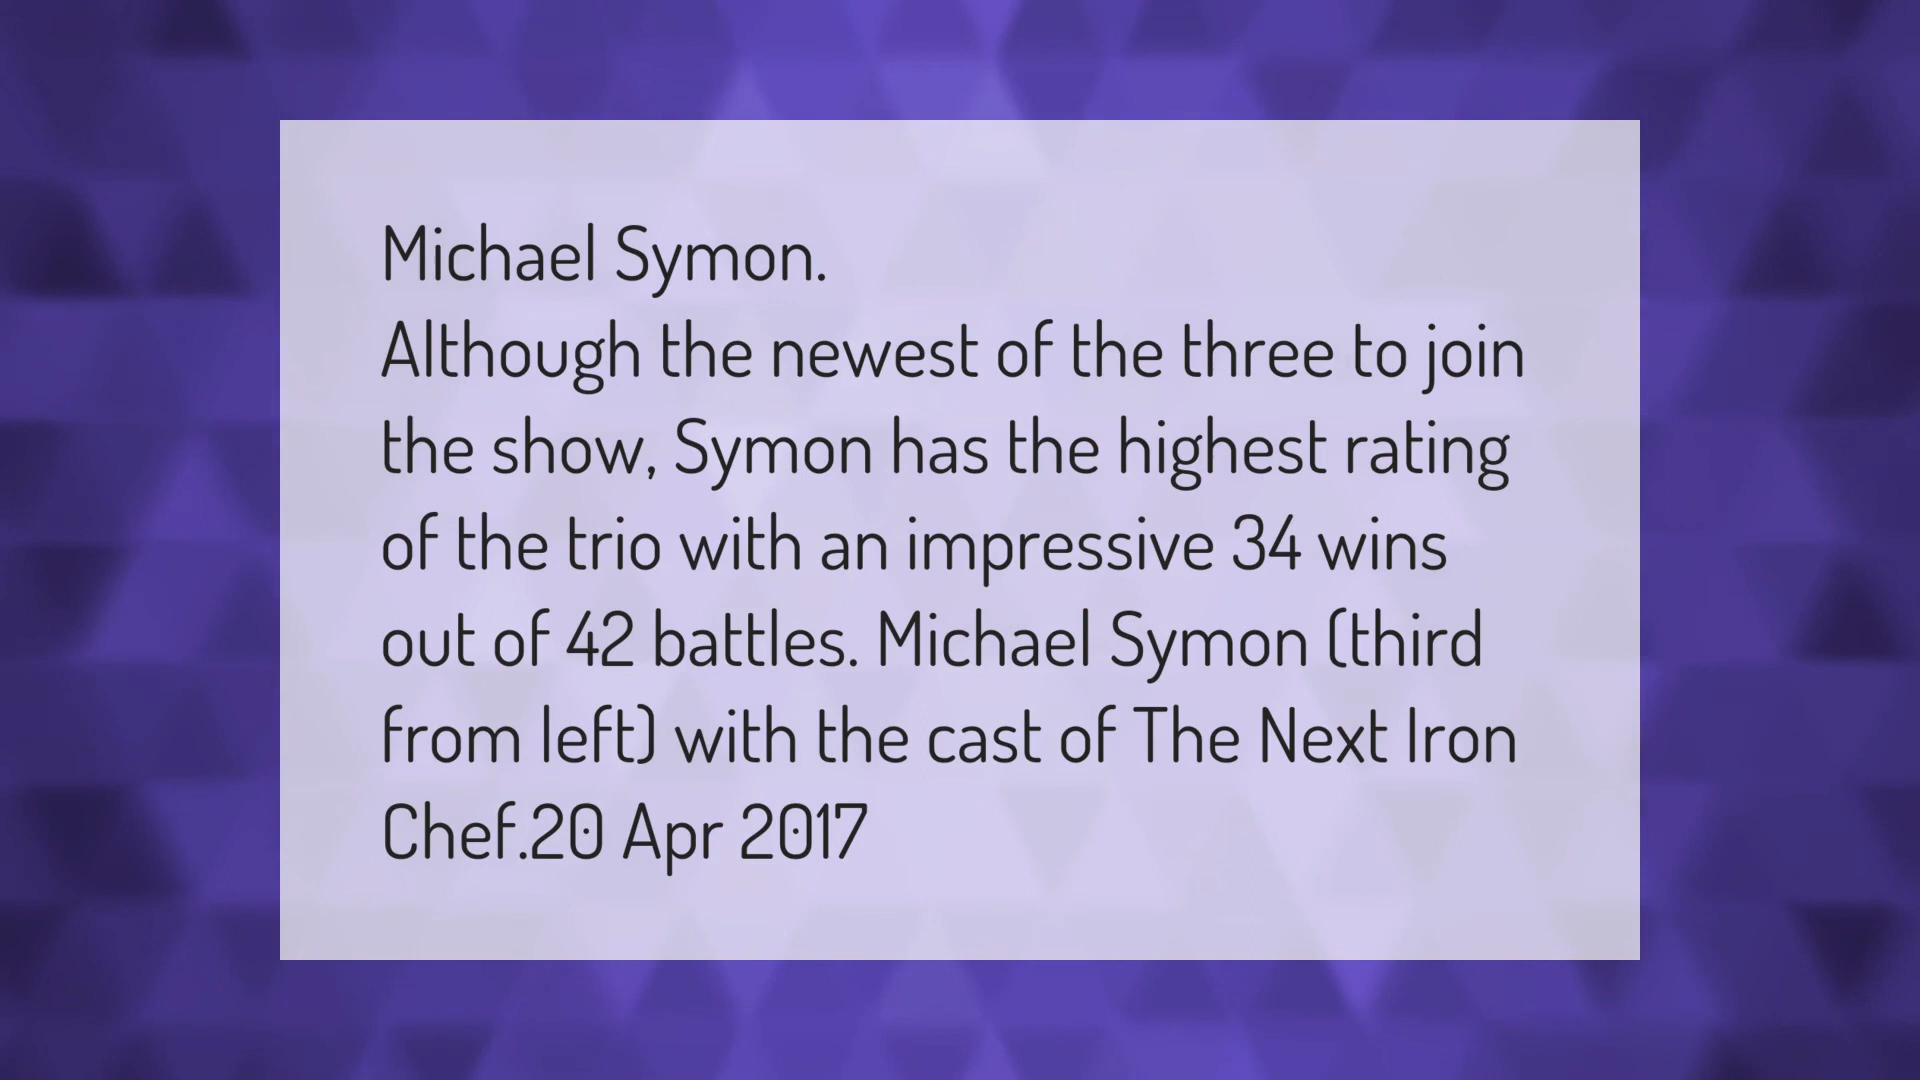 Michael Symon.
Although the newest of the three to join
the show, Symon has the highest rating
of the trio with an impressive 34 wins
out of 42 battles. Michael Symon (third
from left) with the cast of The Next Iron
Chef.20 Apr 2017